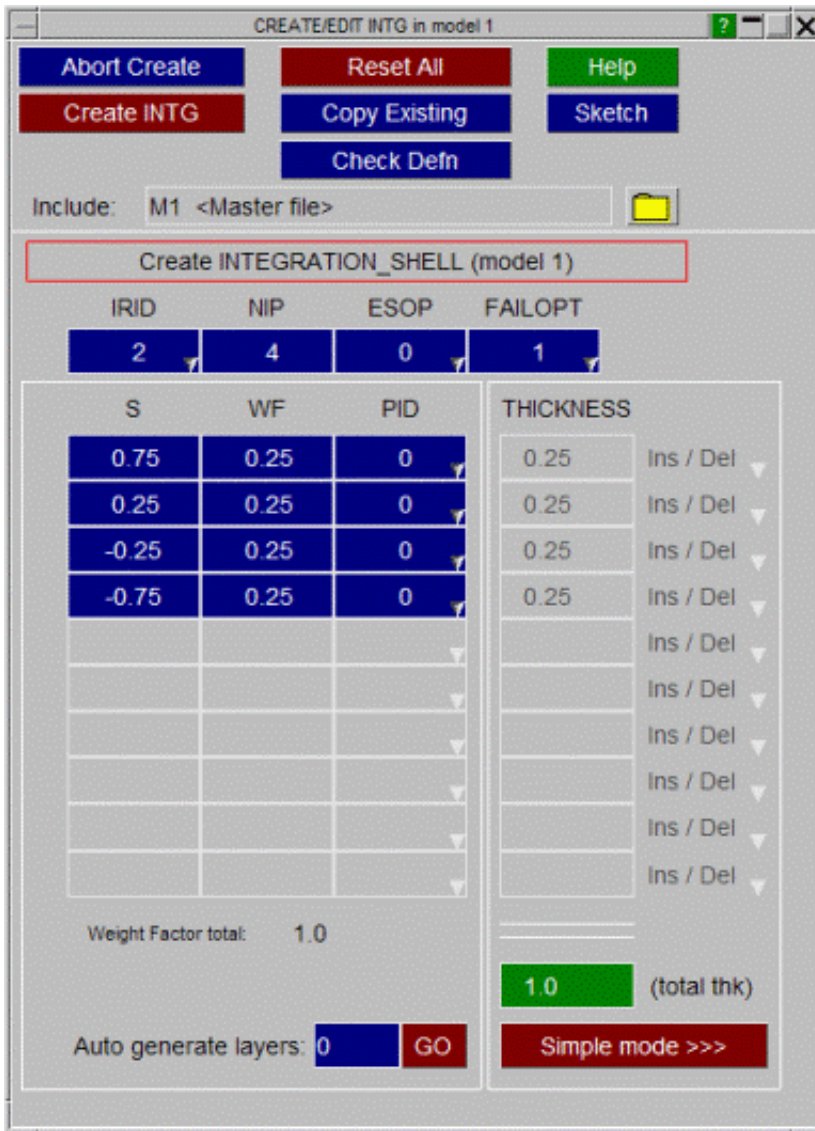 CREATE/EDIT INTG in model 1 ?
Abort Create Reset All Help
Create INTG Copy Existing Sketch
Check Defn
Include: M1 <Master file>
Create INTEGRATION_SHELL (model 1)
IRID NIP ESOP FAILOPT
2 4 0 1
S WF PID THICKNESS
0.75 0.25 0 0.25 Ins / Del
0.25 0.25 0 0.25 Ins / Del
-0.25 0.25 0 0.25 Ins / Del
-0.75 0.25 0 0.25 Ins / Del
Ins / Del
Ins / Del
Ins / Del
Ins / Del
Ins / Del
Ins / Del
Weight Factor total: 1.0
1.0 (total thk)
Auto generate layers: 0 GO Simple mode >>>